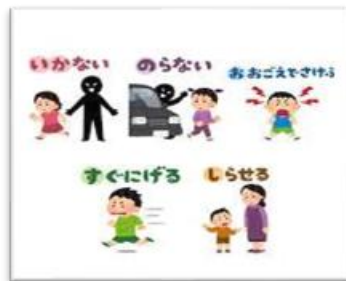 いかない
のらない
おおごえでさけぶ
すぐにげる
しらせる